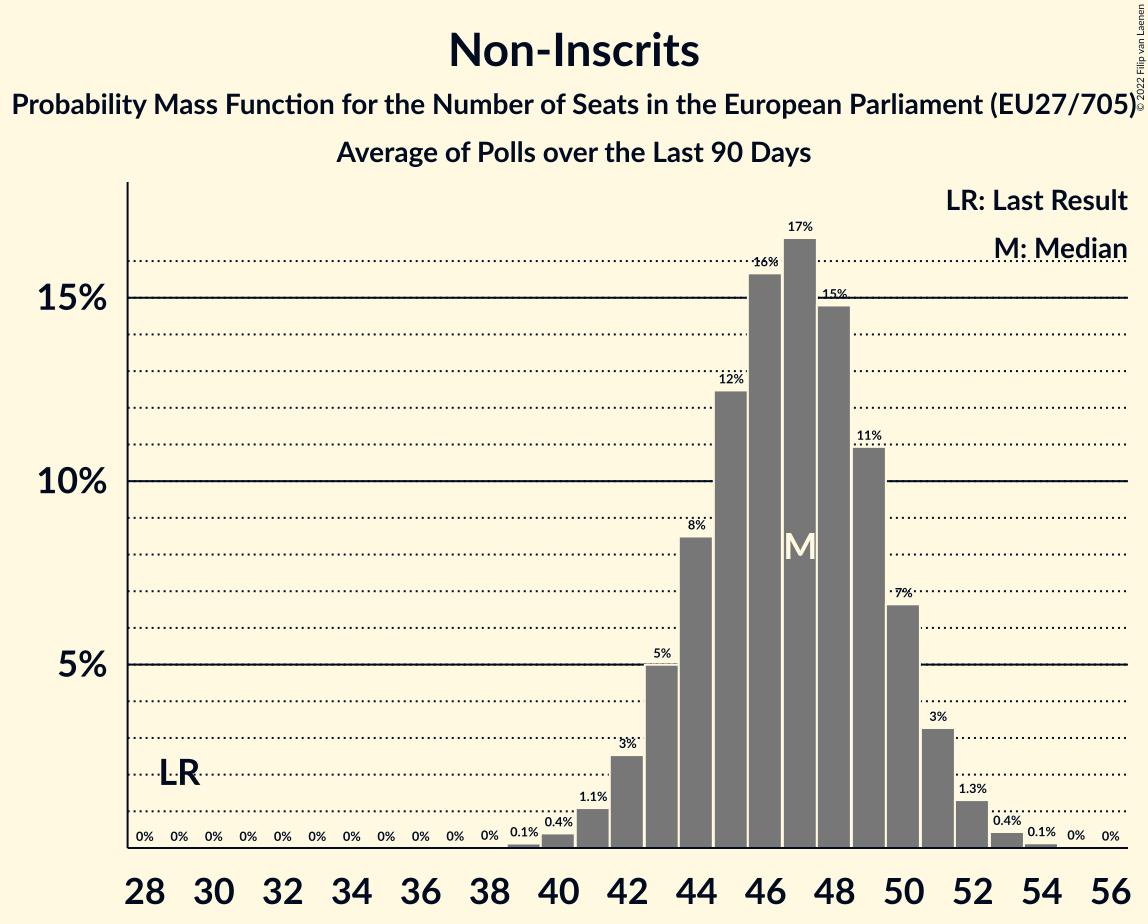 Non-Inscrits
Probability Mass Function for the Number of Seats in the European Parliament (EU27/705)
Average of Polls over the Last 90 Days
© 2022 Filip van Laenen
LR: Last Result
M: Median
15%
10%
5%
LR
M
0% 0% 0% 0% 0% 0% 0% 0% 0% 0% 0% 0.1% 0.4% 1.1% 3% 5% 8% 12% 16% 17% 15% 11% 7% 3% 1.3% 0.4% 0.1% 0% 0%
28 30 32 34 36 38 40 42 44 46 48 50 52 54 56